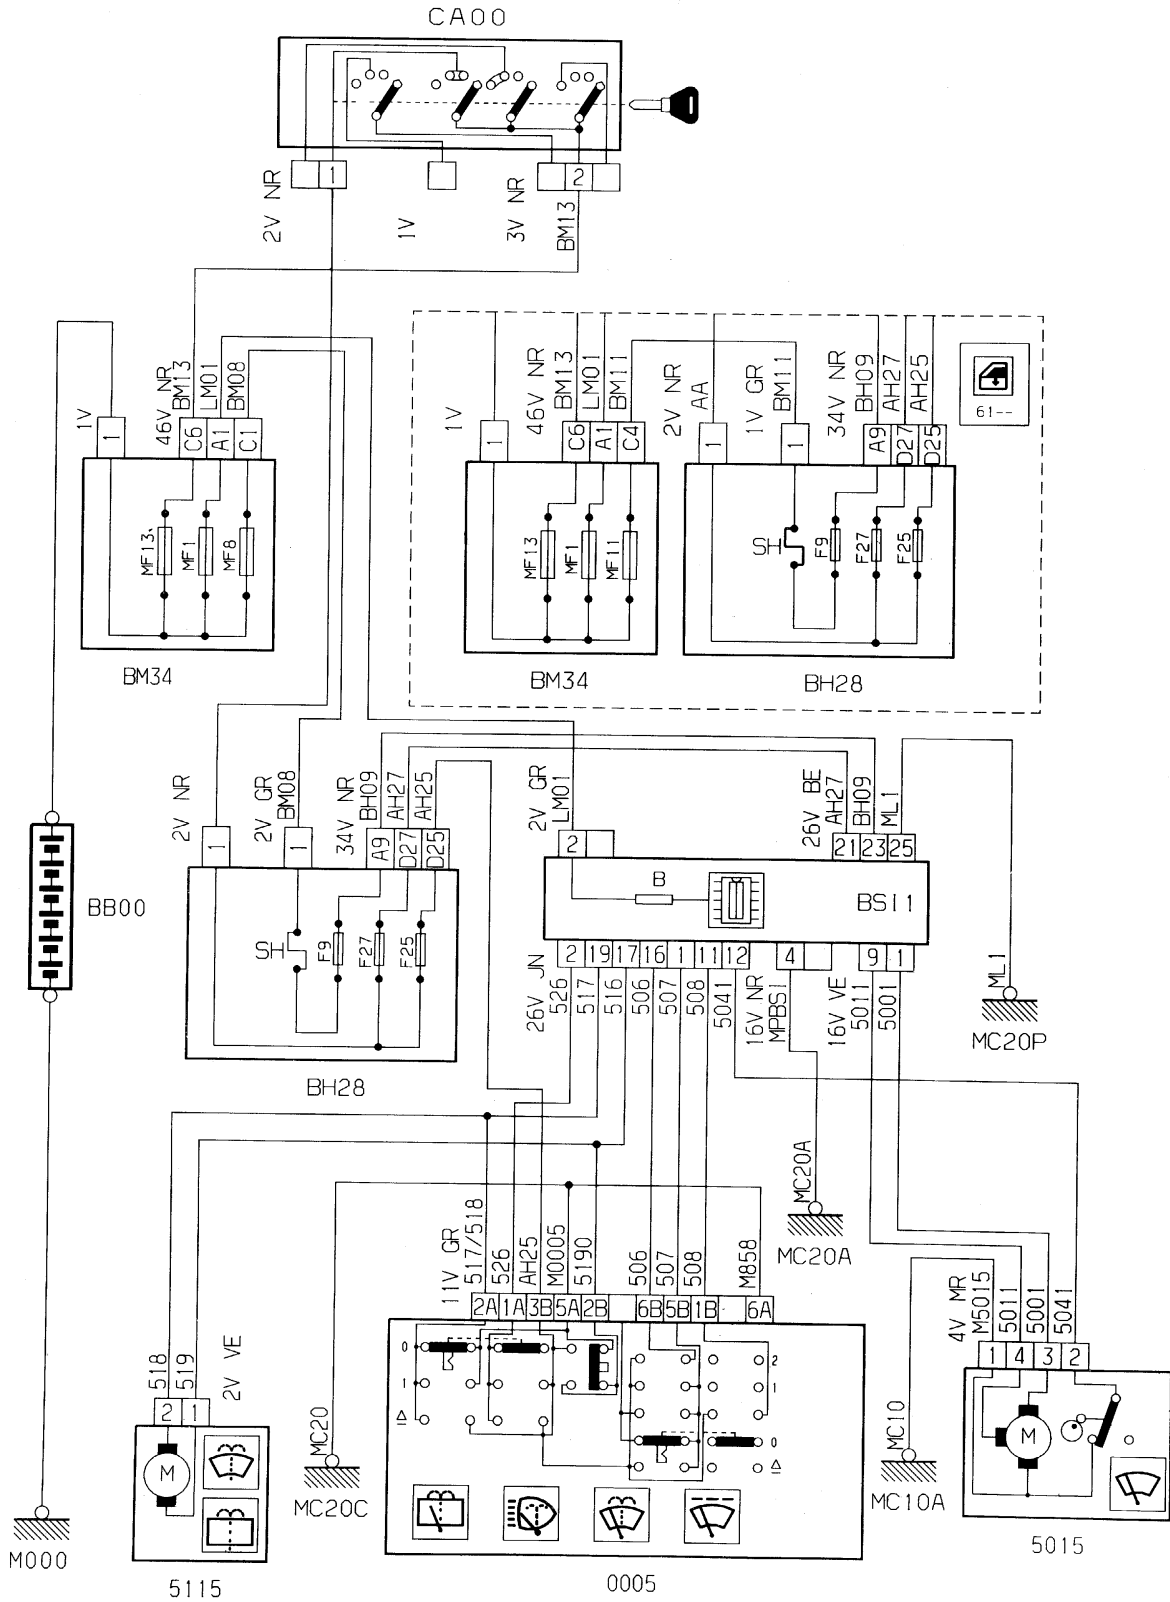 CA00
1 2
2V NR
1V
3V NR
BM13
1V
46V NR
BM13
LM01
BM08
1 C6 A1 C1
MF13 MF1 MF8
BM34
1V
46V NR
BM13
LM01
BM11
2V NR
AA
1V GR
BM11
34V NR
BH09
AH27
AH25
61--
1 C6 A1 C4 1 1 A9 D27 D25
MF13 MF1 MF11
SH F9 F27 F25
BM34
BH28
2V NR
2V GR
BM08
34V NR
BH09
AH27
AH25
2V GR
LM01
26V BE
AH27
BH09
ML1
1 1 A9 D27 D25
2 21 23 25
BB00
SH F9 F27 F25
BH28
B
BSI1
2 19 17 16 1 11 12 4 9 1
26V JN
526
517
516
506
507
508
5041
16V NR
MPBSI
16V VE
5011
5001
ML1
MC20P
MC20A
MC20A
11V GR
517/518
526
AH25
M0005
5190
506
507
508
M858
2A 1A 3B 5A 2B 6B 5B 1B 6A
0
1
2
1
0
4V MR
M5015
5011
5001
5041
1 4 3 2
M
518
519
2V VE
2 1
M
MC20
MC20C
MC10
MC10A
M000
5115
0005
5015